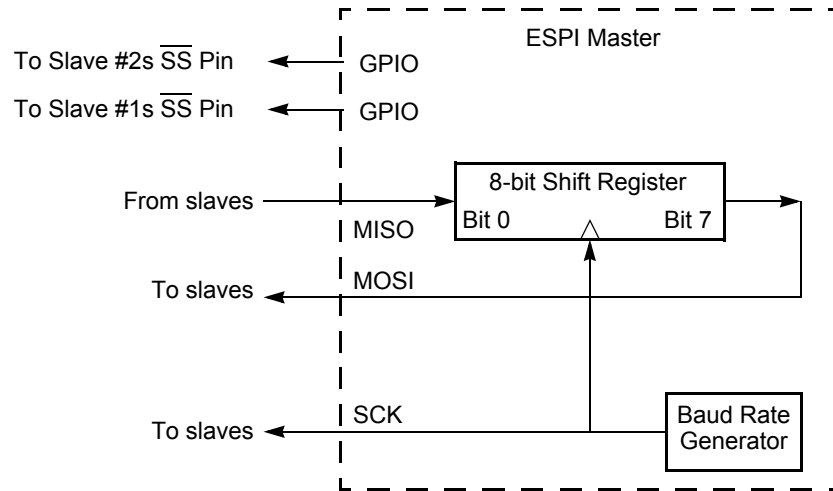 ESPI Master
To Slave #2s SS Pin
GPIO
To Slave #1s SS Pin
GPIO
From slaves
MISO
8-bit Shift Register
Bit 0
Bit 7
To slaves
MOSI
To slaves
SCK
Baud Rate
Generator